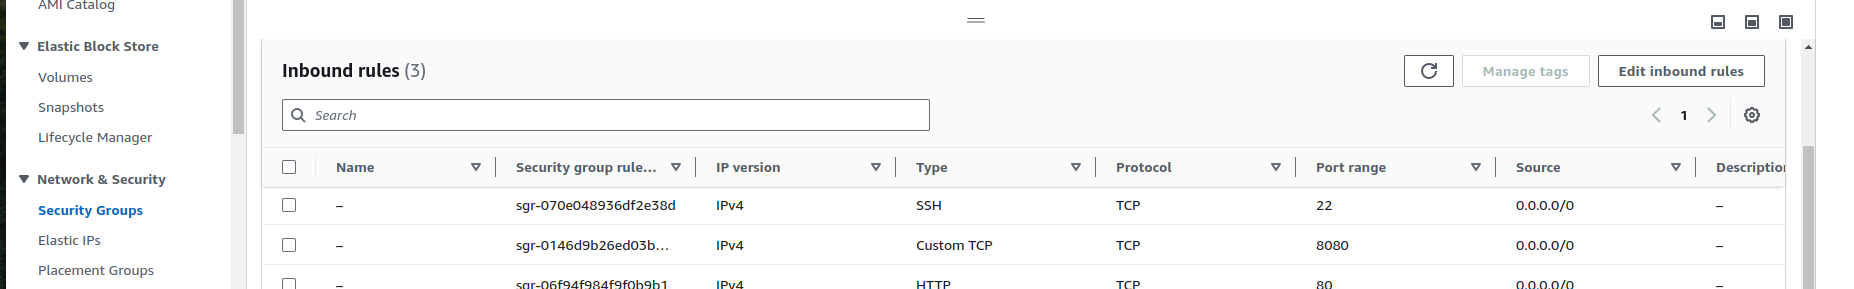 AMI Catalog
Elastic Block Store
Volumes
Snapshots
Lifecycle Manager
Network & Security
Security Groups
Elastic IPs
Placement Groups
Inbound rules (3)
Manage tags
Edit inbound rules
Search
1
Name Security group rule... IP version Type Protocol Port range Source Description
– sgr-070e048936df2e38d IPv4 SSH TCP 22 0.0.0.0/0 –
– sgr-0146d9b26ed03b... IPv4 Custom TCP TCP 8080 0.0.0.0/0 –
– sgr-06f94f984f9f0b9b1 IPv4 HTTP TCP 80 0.0.0.0/0 –